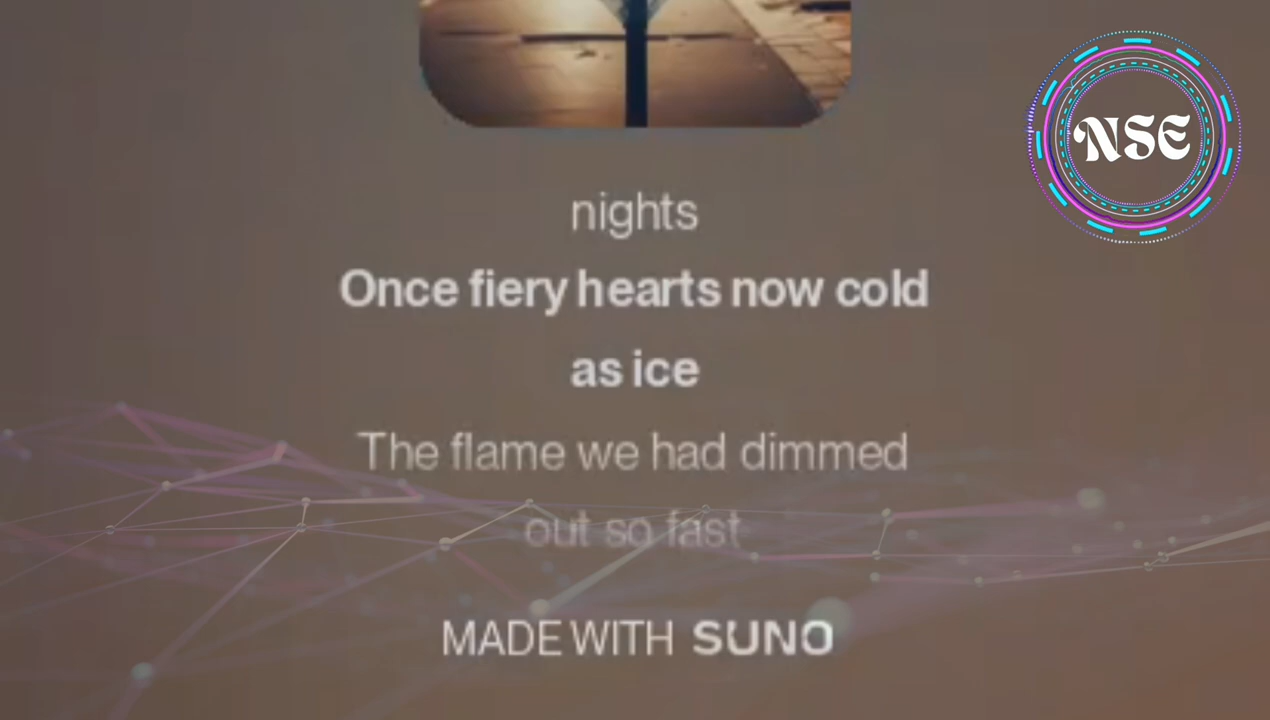 NSE
nights
Once fiery hearts now cold
as ice
The flame we had dimmed
out so fast
MADE WITH SUNO